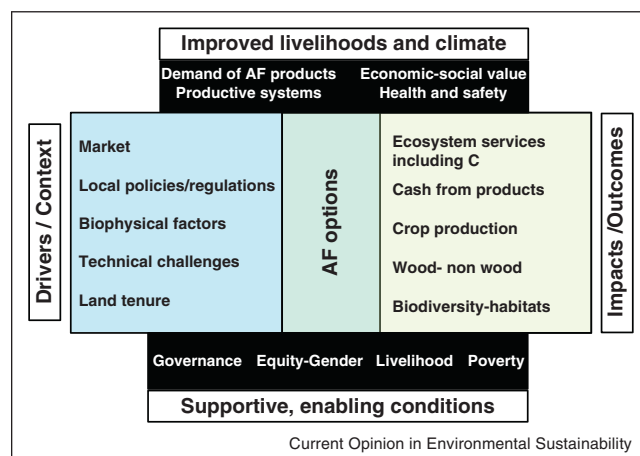 Improved livelihoods and climate
Demand of AF products
Productive systems
Economic-social value
Health and safety
Drivers / Context
Market
Local policies/regulations
Biophysical factors
Technical challenges
Land tenure
AF options
Ecosystem services
including C
Cash from products
Crop production
Wood- non wood
Biodiversity-habitats
Impacts /Outcomes
Governance Equity-Gender Livelihood Poverty
Supportive, enabling conditions
Current Opinion in Environmental Sustainability